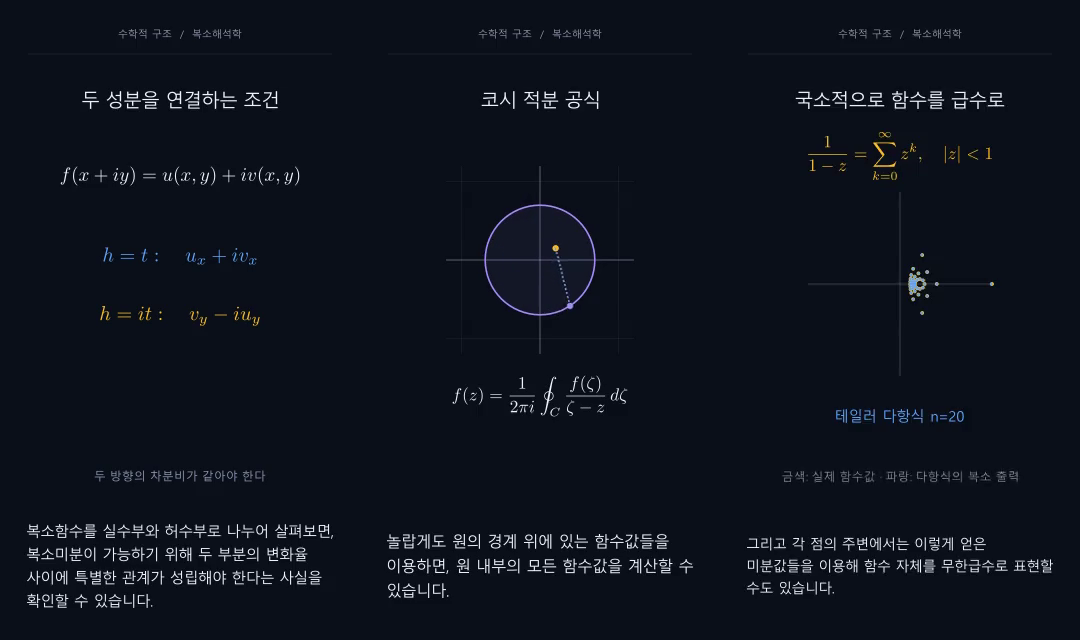 수학적 구조 / 복소해석학
두 성분을 연결하는 조건
f(x + iy) = u(x, y) + iv(x, y)
h = t : u_x + iv_x
h = it : v_y − iu_y
두 방향의 차분비가 같아야 한다
복소함수를 실수부와 허수부로 나누어 살펴보면,
복소미분이 가능하기 위해 두 부분의 변화율
사이에 특별한 관계가 성립해야 한다는 사실을
확인할 수 있습니다.
수학적 구조 / 복소해석학
코시 적분 공식
f(z) = \frac{1}{2πi} ∮_C \frac{f(ζ)}{ζ − z} dζ
놀랍게도 원의 경계 위에 있는 함수값들을
이용하면, 원 내부의 모든 함수값을 계산할 수
있습니다.
수학적 구조 / 복소해석학
국소적으로 함수를 급수로
\frac{1}{1 − z} = \sum_{k=0}^{∞} z^k, |z| < 1
테일러 다항식 n=20
금색: 실제 함수값 · 파랑: 다항식의 복소 출력
그리고 각 점의 주변에서는 이렇게 얻은
미분값들을 이용해 함수 자체를 무한급수로 표현할
수도 있습니다.